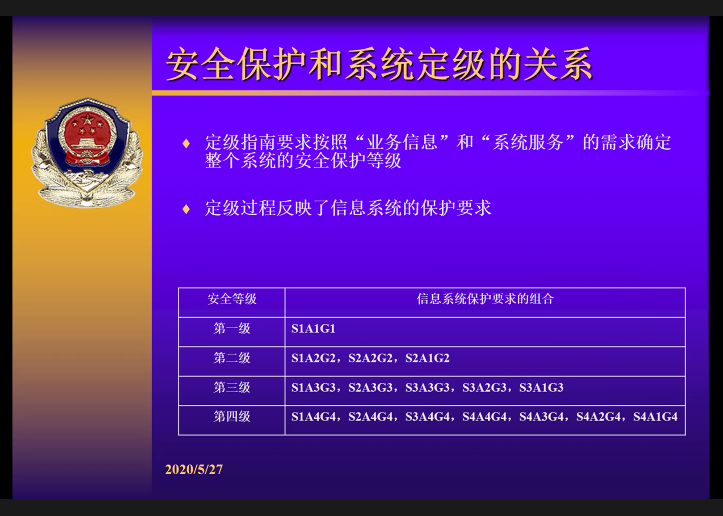 安全保护和系统定级的关系
定级指南要求按照“业务信息”和“系统服务”的需求确定
整个系统的安全保护等级
定级过程反映了信息系统的保护要求
安全等级 信息系统保护要求的组合
第一级 S1A1G1
第二级 S1A2G2，S2A2G2，S2A1G2
第三级 S1A3G3，S2A3G3，S3A3G3，S3A2G3，S3A1G3
第四级 S1A4G4，S2A4G4，S3A4G4，S4A4G4，S4A3G4，S4A2G4，S4A1G4
2020/5/27